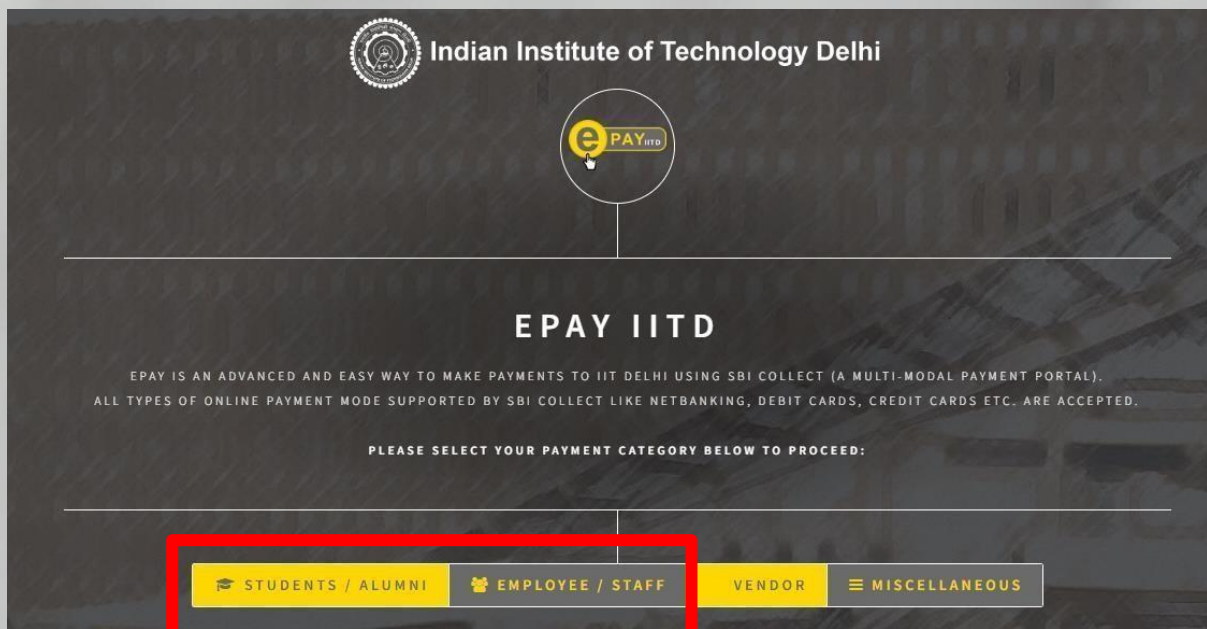 Indian Institute of Technology Delhi
e PAY IITD
EPAY IITD
EPAY IS AN ADVANCED AND EASY WAY TO MAKE PAYMENTS TO IIT DELHI USING SBI COLLECT (A MULTI-MODAL PAYMENT PORTAL).
ALL TYPES OF ONLINE PAYMENT MODE SUPPORTED BY SBI COLLECT LIKE NETBANKING, DEBIT CARDS, CREDIT CARDS ETC. ARE ACCEPTED.
PLEASE SELECT YOUR PAYMENT CATEGORY BELOW TO PROCEED:
STUDENTS / ALUMNI EMPLOYEE / STAFF VENDOR MISCELLANEOUS